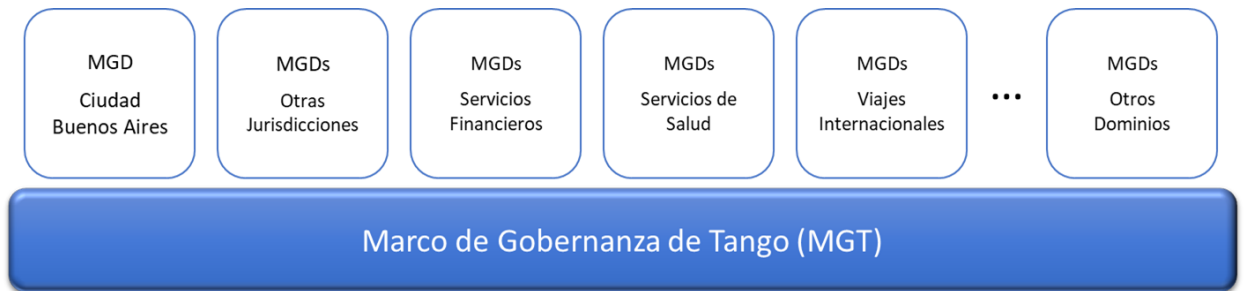 MGD
Ciudad
Buenos Aires
MGDs
Otras
Jurisdicciones
MGDs
Servicios
Financieros
MGDs
Servicios de
Salud
MGDs
Viajes
Internacionales
...
MGDs
Otros
Dominios
Marco de Gobernanza de Tango (MGT)